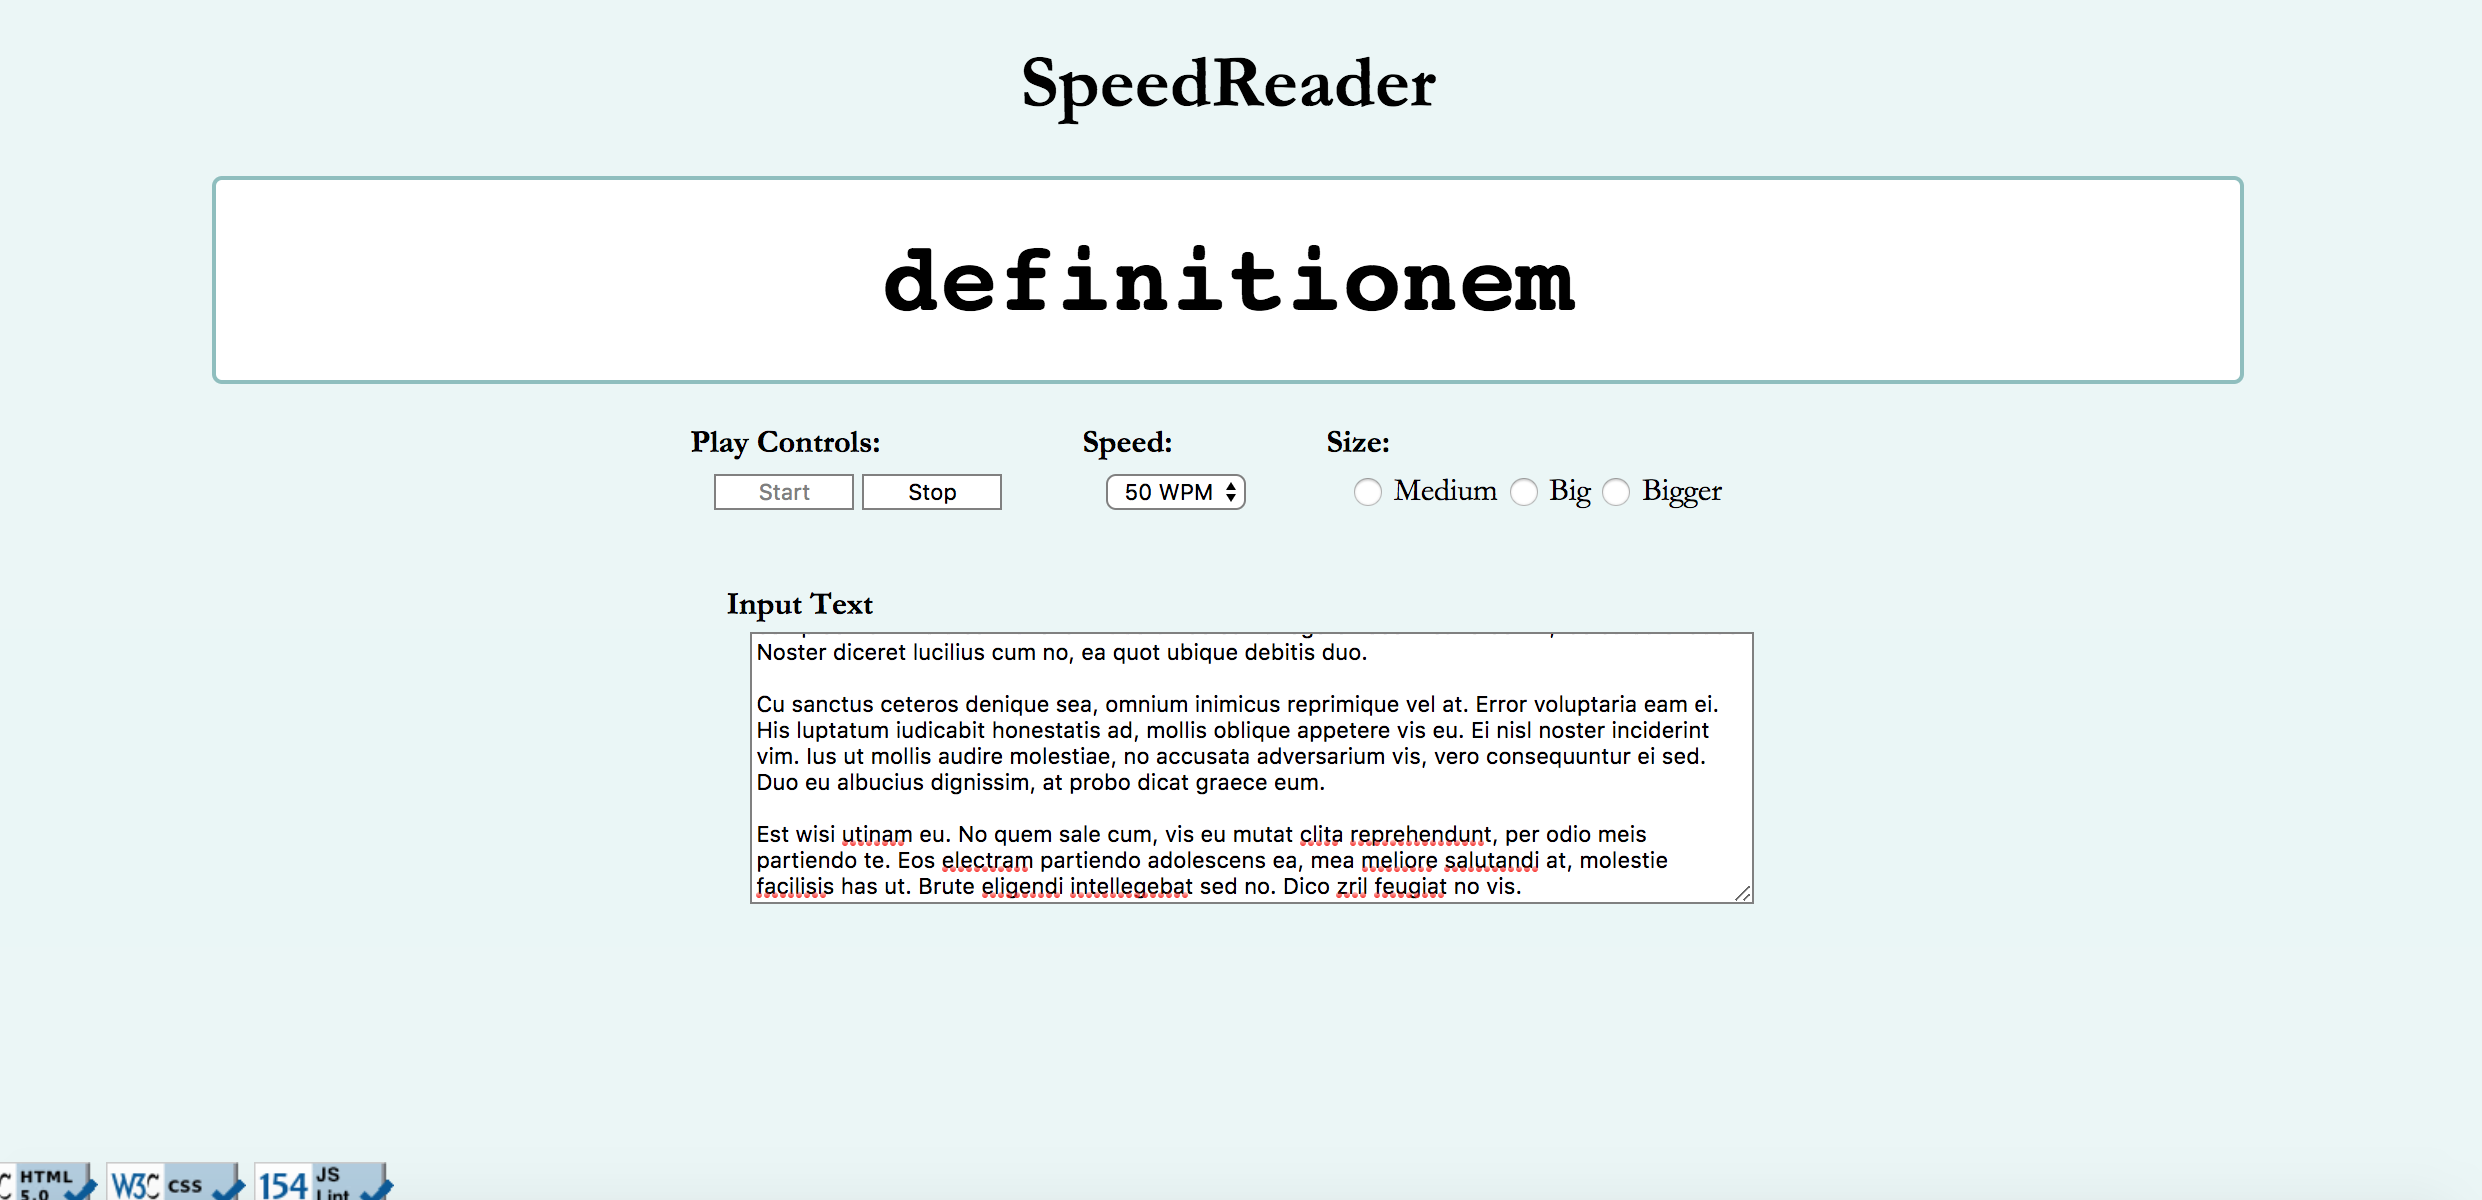 SpeedReader
definitionem
Play Controls:
Speed:
Size:
Start
Stop
50 WPM
Medium
Big
Bigger
Input Text
Noster diceret lucilius cum no, ea quot ubique debitis duo.
Cu sanctus ceteros denique sea, omnium inimicus reprimique vel at. Error voluptaria eam ei.
His luptatum iudicabit honestatis ad, mollis oblique appetere vis eu. Ei nisl noster inciderint
vim. Ius ut mollis audire molestiae, no accusata adversarium vis, vero consequuntur ei sed.
Duo eu albucius dignissim, at probo dicat graece eum.
Est wisi utinam eu. No quem sale cum, vis eu mutat clita reprehendunt, per odio meis
partiendo te. Eos electram partiendo adolescens ea, mea meliore salutandi at, molestie
facilisis has ut. Brute eligendi intellegebat sed no. Dico zril feugiat no vis.
C HTML 5.0
W3C css
154 JS Lint